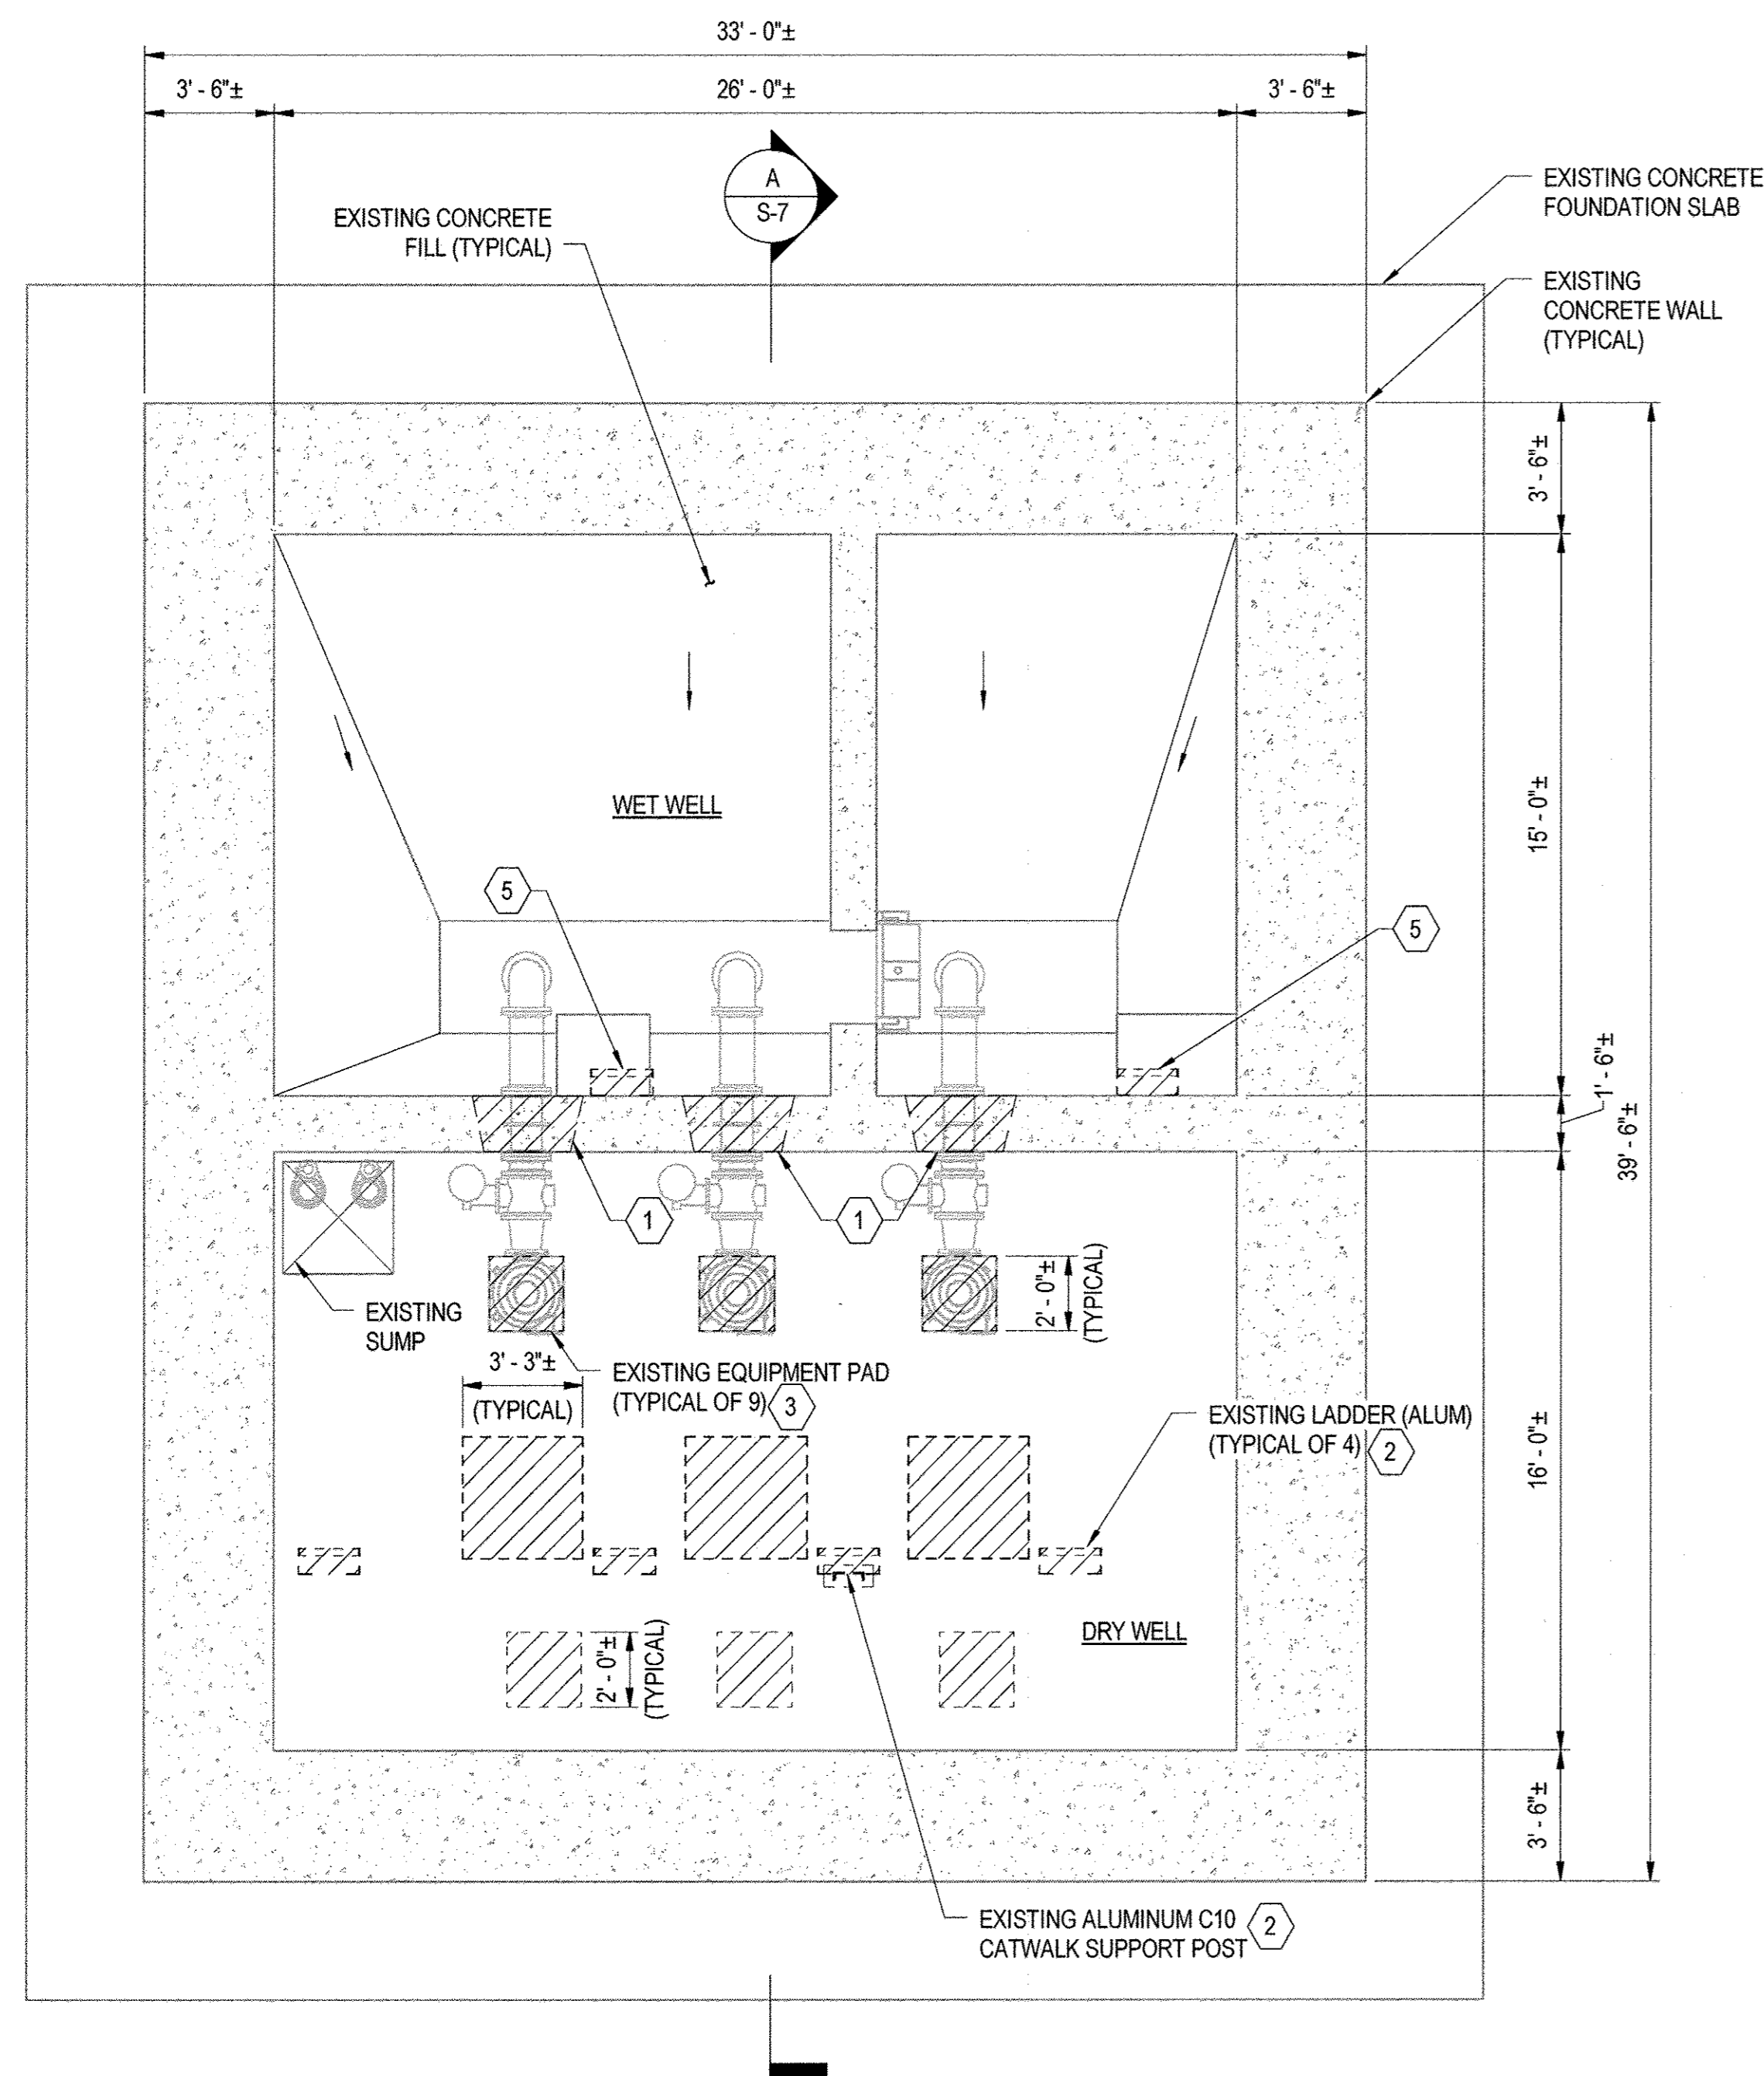 33' - 0"±
3' - 6"±
26' - 0"±
3' - 6"±
A
S-7
EXISTING CONCRETE
FILL (TYPICAL)
EXISTING CONCRETE
FOUNDATION SLAB
EXISTING
CONCRETE WALL
(TYPICAL)
3' - 6"±
15' - 0"±
WET WELL
5
5
1' - 6"±
39' - 6"±
1
1
2' - 0"±
(TYPICAL)
EXISTING
SUMP
3' - 3"±
(TYPICAL)
EXISTING EQUIPMENT PAD
(TYPICAL OF 9) 3
EXISTING LADDER (ALUM)
(TYPICAL OF 4) 2
16' - 0"±
DRY WELL
2' - 0"±
(TYPICAL)
3' - 6"±
EXISTING ALUMINUM C10
CATWALK SUPPORT POST 2